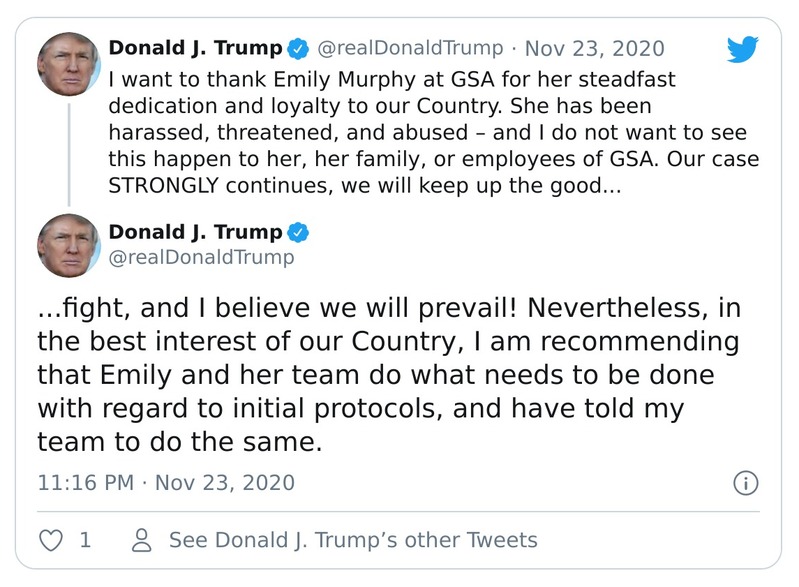 Donald J. Trump @realDonaldTrump · Nov 23, 2020
I want to thank Emily Murphy at GSA for her steadfast
dedication and loyalty to our Country. She has been
harassed, threatened, and abused – and I do not want to see
this happen to her, her family, or employees of GSA. Our case
STRONGLY continues, we will keep up the good...
Donald J. Trump
@realDonaldTrump
...fight, and I believe we will prevail! Nevertheless, in
the best interest of our Country, I am recommending
that Emily and her team do what needs to be done
with regard to initial protocols, and have told my
team to do the same.
11:16 PM · Nov 23, 2020
1 See Donald J. Trump’s other Tweets